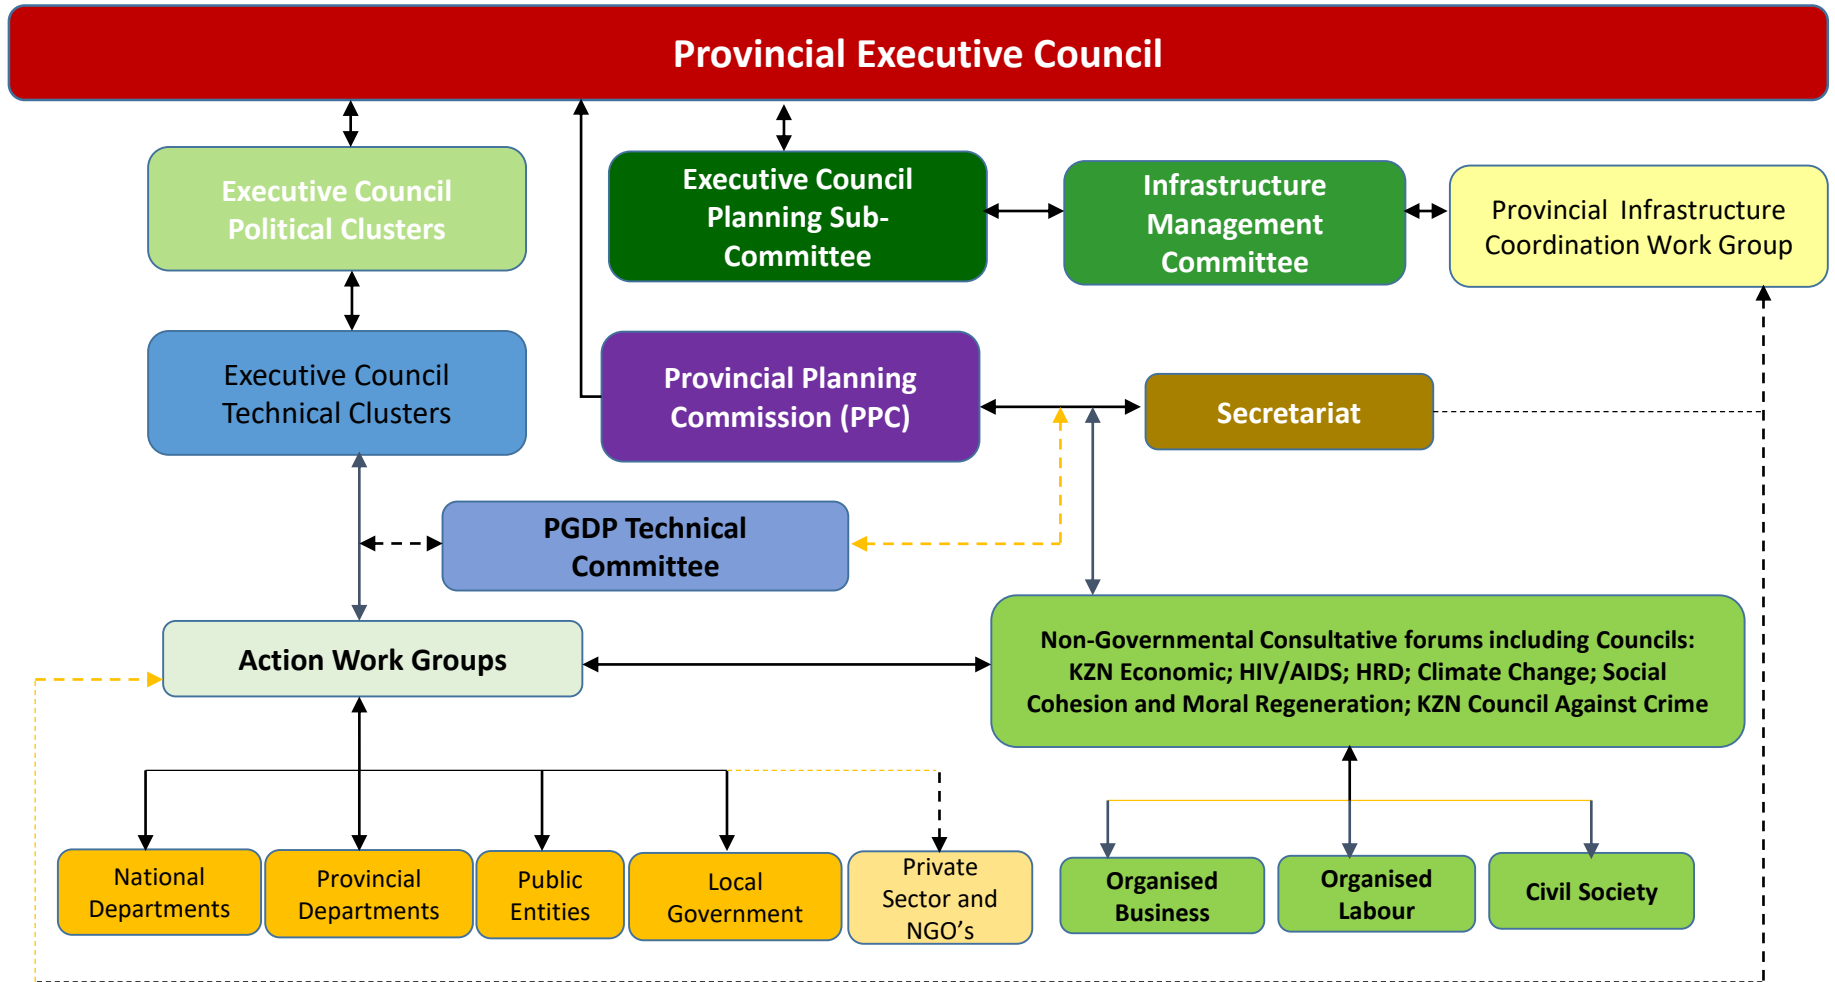 Provincial Executive Council
Executive Council
Political Clusters
Executive Council
Planning Sub-
Committee
Infrastructure
Management
Committee
Provincial Infrastructure
Coordination Work Group
Executive Council
Technical Clusters
Provincial Planning
Commission (PPC)
Secretariat
PGDP Technical
Committee
Action Work Groups
Non-Governmental Consultative forums including Councils:
KZN Economic; HIV/AIDS; HRD; Climate Change; Social
Cohesion and Moral Regeneration; KZN Council Against Crime
National
Departments
Provincial
Departments
Public
Entities
Local
Government
Private
Sector and
NGO's
Organised
Business
Organised
Labour
Civil Society